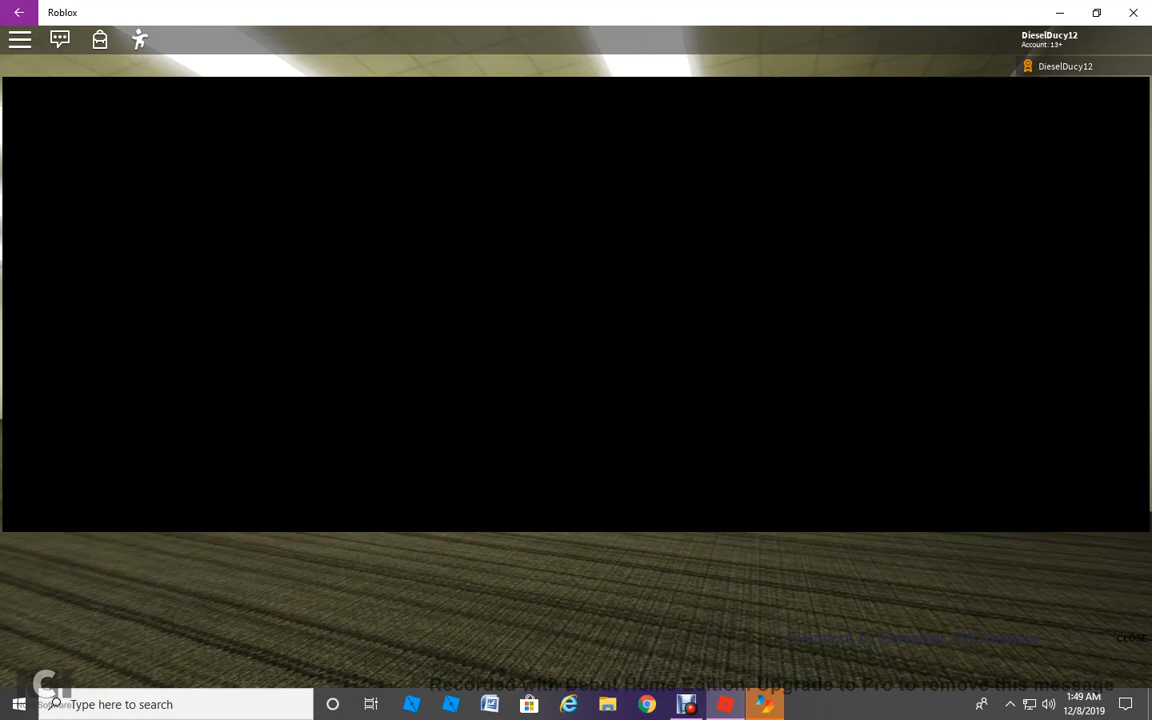 Roblox
DieselDucy12
Account: 13+
DieselDucy12
CLOSE
Recorded with Debut Home Edition. Upgrade to Pro to remove this message
Type here to search
1:49 AM
12/8/2019